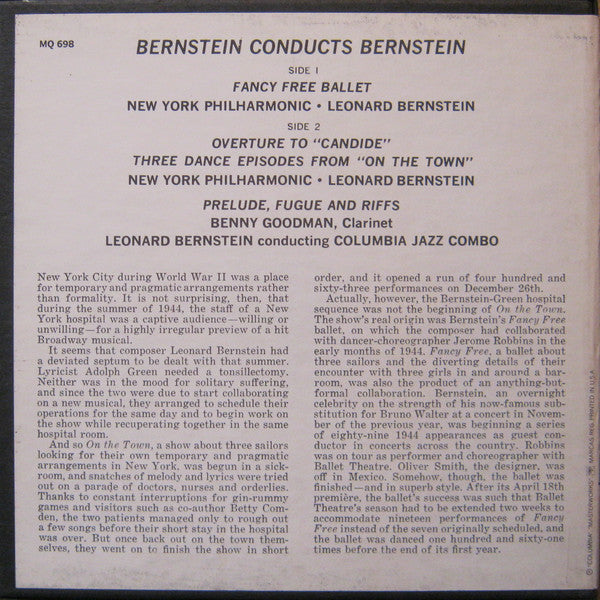 MQ 698
BERNSTEIN CONDUCTS BERNSTEIN
SIDE 1
FANCY FREE BALLET
NEW YORK PHILHARMONIC • LEONARD BERNSTEIN
SIDE 2
OVERTURE TO "CANDIDE"
THREE DANCE EPISODES FROM "ON THE TOWN"
NEW YORK PHILHARMONIC • LEONARD BERNSTEIN
PRELUDE, FUGUE AND RIFFS
BENNY GOODMAN, Clarinet
LEONARD BERNSTEIN conducting COLUMBIA JAZZ COMBO
New York City during World War II was a place
for temporary and pragmatic arrangements rather
than formality. It is not surprising, then, that
during the summer of 1944, the staff of a New
York hospital was a captive audience—willing or
unwilling—for a highly irregular preview of a hit
Broadway musical.
It seems that composer Leonard Bernstein had
a deviated septum to be dealt with that summer.
Lyricist Adolph Green needed a tonsillectomy.
Neither was in the mood for solitary suffering,
and since the two were due to start collaborating
on a new musical, they arranged to schedule their
operations for the same day and to begin work on
the show while recuperating together in the same
hospital room.
And so On the Town, a show about three sailors
looking for their own temporary and pragmatic
arrangements in New York, was begun in a sick-
room, and snatches of melody and lyrics were tried
out on a parade of doctors, nurses and orderlies.
Thanks to constant interruptions for gin-rummy
games and visitors such as co-author Betty Com-
den, the two patients managed only to rough out
a few songs before their short stay in the hospital
was over. But once back out on the town them-
selves, they went on to finish the show in short
order, and it opened a run of four hundred and
sixty-three performances on December 26th.
Actually, however, the Bernstein-Green hospital
sequence was not the beginning of On the Town.
The show's real origin was Bernstein's Fancy Free
ballet, on which the composer had collaborated
with dancer-choreographer Jerome Robbins in the
early months of 1944. Fancy Free, a ballet about
three sailors and the diverting details of their
encounter with three girls in and around a bar-
room, was also the product of an anything-but-
formal collaboration. Bernstein, an overnight
celebrity on the strength of his now-famous sub-
stitution for Bruno Walter at a concert in Novem-
ber of the previous year, was beginning a series
of eighty-nine 1944 appearances as guest con-
ductor in concerts across the country. Robbins
was on tour as performer and choreographer with
Ballet Theatre. Oliver Smith, the designer, was
off in Mexico. Somehow, though, the ballet was
finished—and in superb style. After its April 18th
première, the ballet's success was such that Ballet
Theatre's season had to be extended two weeks to
accommodate nineteen performances of Fancy
Free instead of the seven originally scheduled, and
the ballet was danced one hundred and sixty-one
times before the end of its first year.
® "COLUMBIA" "MASTERWORKS" MARCAS REG. PRINTED IN U.S.A.